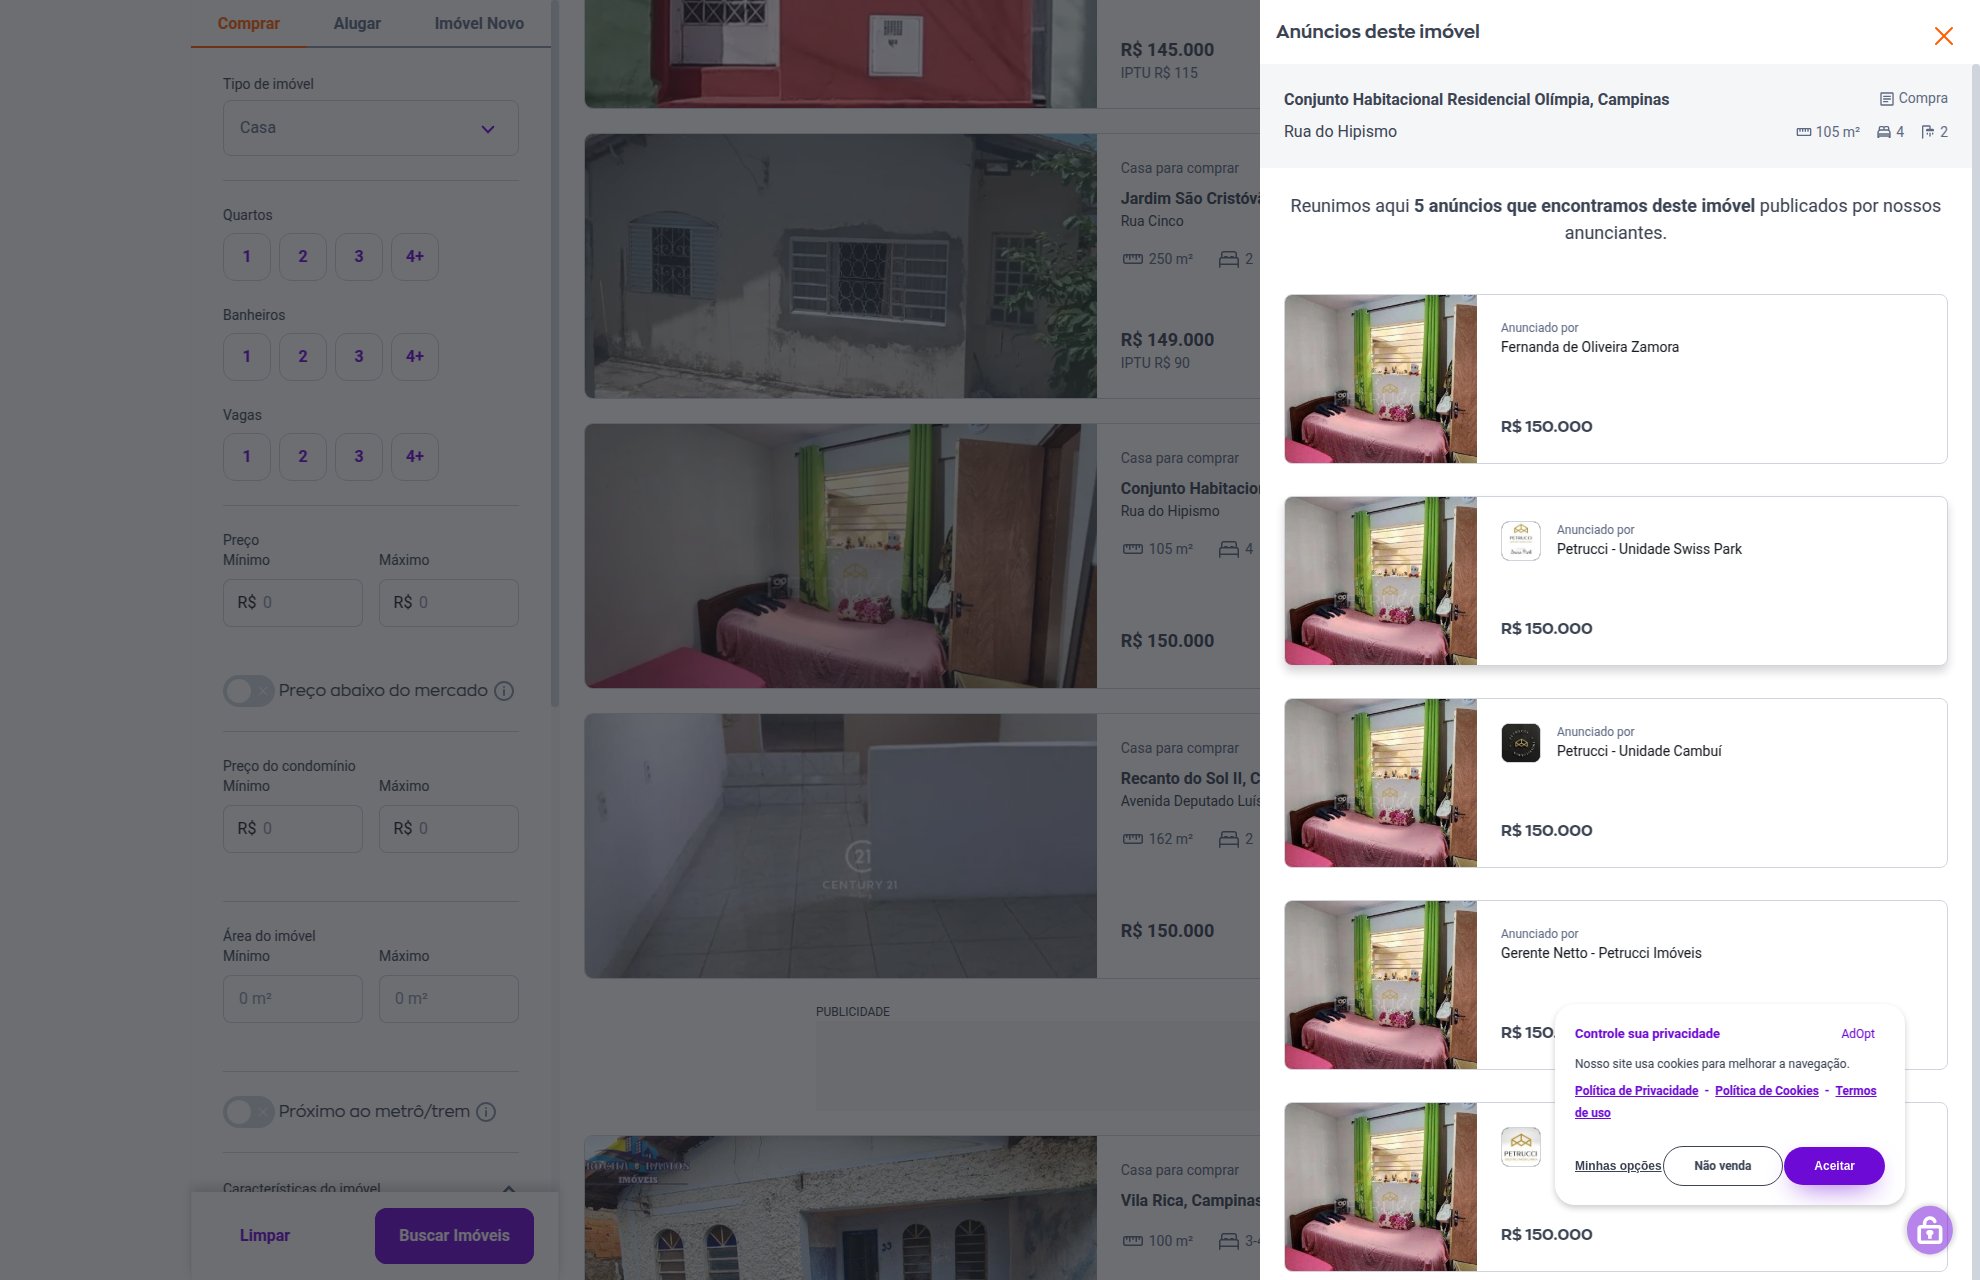 Comprar
Alugar
Imóvel Novo
Tipo de imóvel
Casa
Quartos
1
2
3
4+
Banheiros
1
2
3
4+
Vagas
1
2
3
4+
Preço
Mínimo
Máximo
R$ 0
R$ 0
Preço abaixo do mercado
Preço do condomínio
Mínimo
Máximo
R$ 0
R$ 0
Área do imóvel
Mínimo
Máximo
0 m²
0 m²
Próximo ao metrô/trem
Características do imóvel
Limpar
Buscar Imóveis
R$ 145.000
IPTU R$ 115
Casa para comprar
Jardim São Cristóv
Rua Cinco
250 m²
2
R$ 149.000
IPTU R$ 90
Casa para comprar
Conjunto Habitacio
Rua do Hipismo
105 m²
4
R$ 150.000
21
CENTURY 21
Casa para comprar
Recanto do Sol II, C
Avenida Deputado Luís
162 m²
2
R$ 150.000
PUBLICIDADE
ROCHA & RAMOS
IMÓVEIS
Casa para comprar
Vila Rica, Campinas
100 m²
3-4
Anúncios deste imóvel
Conjunto Habitacional Residencial Olímpia, Campinas
Compra
Rua do Hipismo
105 m²
4
2
Reunimos aqui 5 anúncios que encontramos deste imóvel publicados por nossos
anunciantes.
Anunciado por
Fernanda de Oliveira Zamora
R$ 150.000
PETRUCCI
Swiss Park
Anunciado por
Petrucci - Unidade Swiss Park
R$ 150.000
Anunciado por
Petrucci - Unidade Cambuí
R$ 150.000
Anunciado por
Gerente Netto - Petrucci Imóveis
R$ 150.
PETRUCCI
R$ 150.000
Controle sua privacidade
AdOpt
Nosso site usa cookies para melhorar a navegação.
Política de Privacidade - Política de Cookies - Termos
de uso
Minhas opções
Não venda
Aceitar